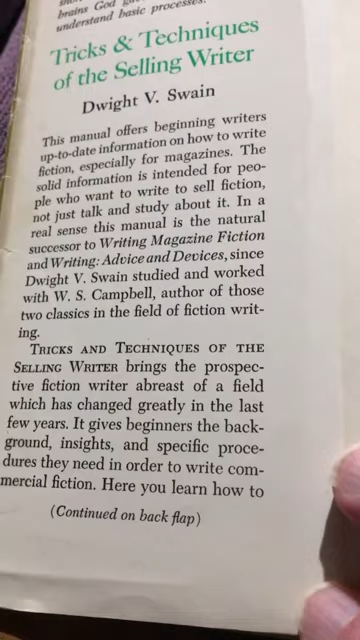 brains God
understand basic processes.
Tricks & Techniques
of the Selling Writer
Dwight V. Swain
This manual offers beginning writers
up-to-date information on how to write
fiction, especially for magazines. The
solid information is intended for peo-
ple who want to write to sell fiction,
not just talk and study about it. In a
real sense this manual is the natural
successor to Writing Magazine Fiction
and Writing: Advice and Devices, since
Dwight V. Swain studied and worked
with W. S. Campbell, author of those
two classics in the field of fiction writ-
ing.
TRICKS AND TECHNIQUES OF THE
SELLING WRITER brings the prospec-
tive fiction writer abreast of a field
which has changed greatly in the last
few years. It gives beginners the back-
ground, insights, and specific proce-
dures they need in order to write com-
mercial fiction. Here you learn how to
(Continued on back flap)